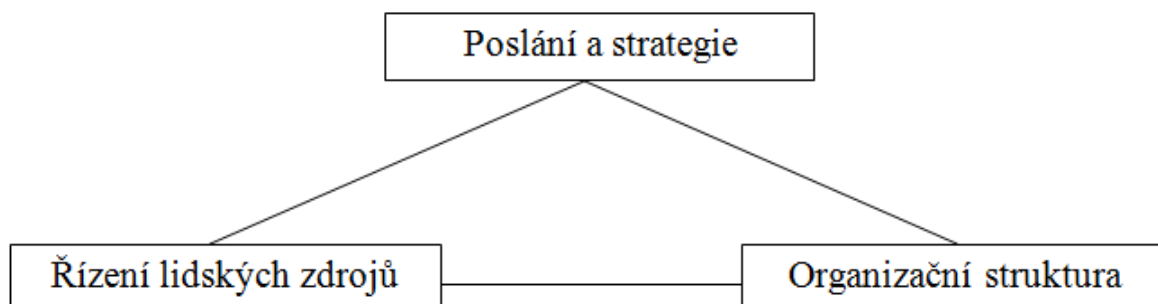 Poslání a strategie
Řízení lidských zdrojů
Organizační struktura